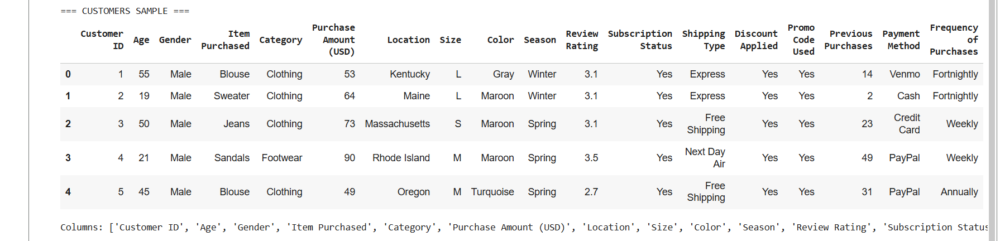 === CUSTOMERS SAMPLE ===
Customer ID Age Gender Item Purchased Category Purchase Amount (USD) Location Size Color Season Review Rating Subscription Status Shipping Type Discount Applied Promo Code Used Previous Purchases Payment Method Frequency of Purchases
0 1 55 Male Blouse Clothing 53 Kentucky L Gray Winter 3.1 Yes Express Yes Yes 14 Venmo Fortnightly
1 2 19 Male Sweater Clothing 64 Maine L Maroon Winter 3.1 Yes Express Yes Yes 2 Cash Fortnightly
2 3 50 Male Jeans Clothing 73 Massachusetts S Maroon Spring 3.1 Yes Free Shipping Yes Yes 23 Credit Card Weekly
3 4 21 Male Sandals Footwear 90 Rhode Island M Maroon Spring 3.5 Yes Next Day Air Yes Yes 49 PayPal Weekly
4 5 45 Male Blouse Clothing 49 Oregon M Turquoise Spring 2.7 Yes Free Shipping Yes Yes 31 PayPal Annually
Columns: ['Customer ID', 'Age', 'Gender', 'Item Purchased', 'Category', 'Purchase Amount (USD)', 'Location', 'Size', 'Color', 'Season', 'Review Rating', 'Subscription Status